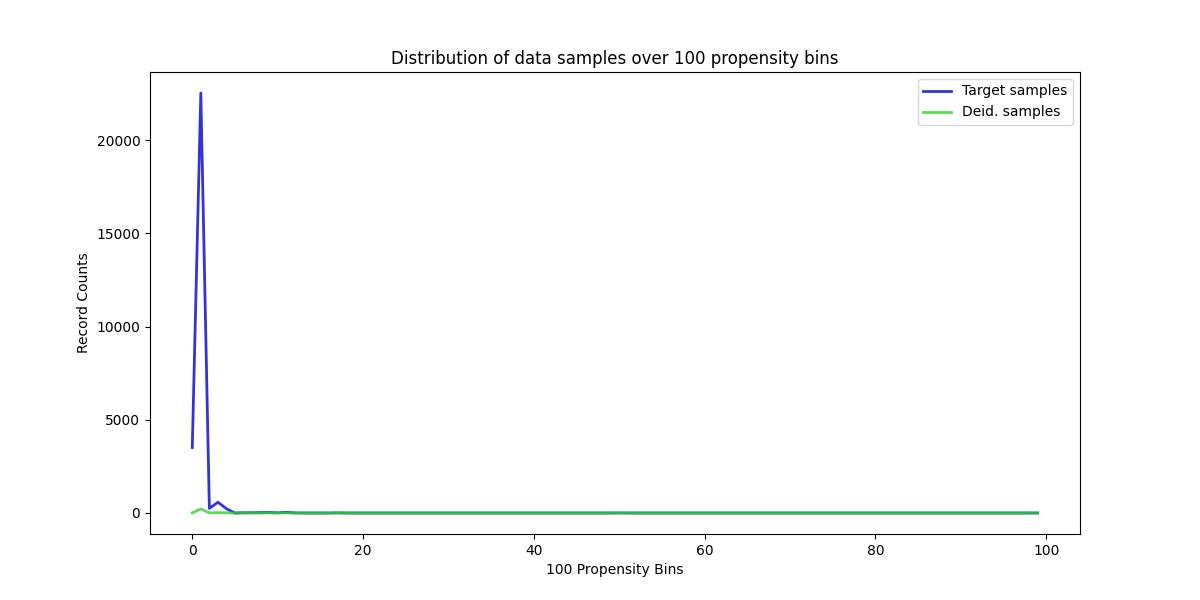 Distribution of data samples over 100 propensity bins
Target samples
Deid. samples
20000
15000
10000
5000
0
Record Counts
0 20 40 60 80 100
100 Propensity Bins